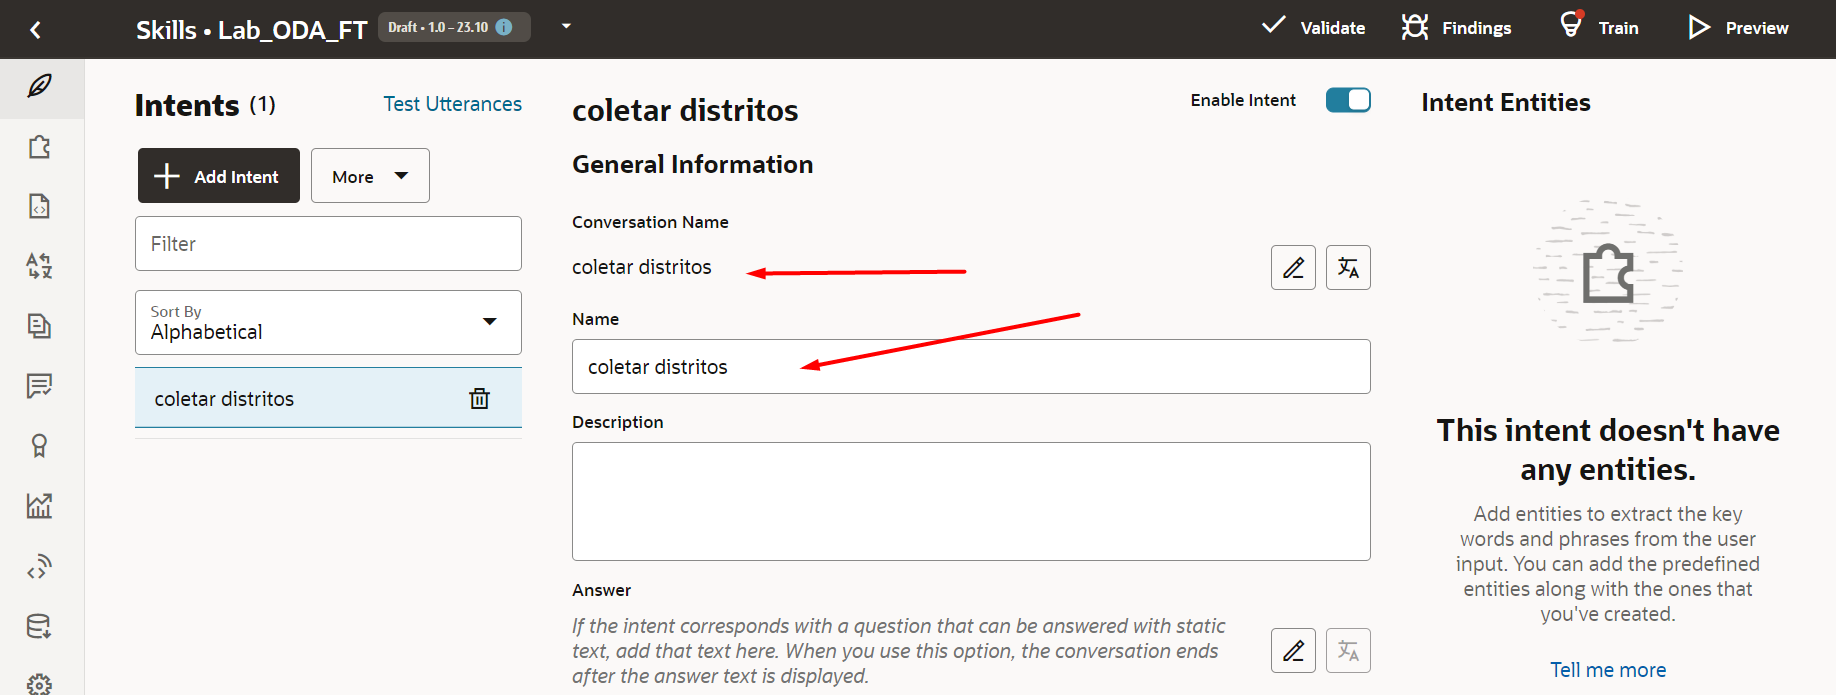 Skills • Lab_ODA_FT
Draft • 1.0 – 23.10
Validate
Findings
Train
Preview
Intents (1)
Test Utterances
Add Intent
More
Filter
Sort By
Alphabetical
coletar distritos
coletar distritos
Enable Intent
General Information
Conversation Name
coletar distritos
Name
coletar distritos
Description
Answer
If the intent corresponds with a question that can be answered with static
text, add that text here. When you use this option, the conversation ends
after the answer text is displayed.
Intent Entities
This intent doesn't have
any entities.
Add entities to extract the key
words and phrases from the user
input. You can add the predefined
entities along with the ones that
you've created.
Tell me more